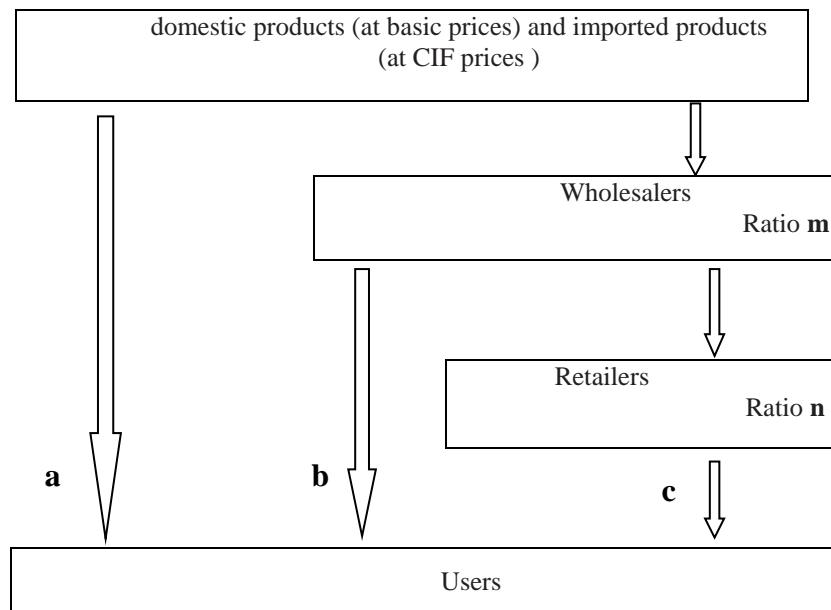 domestic products (at basic prices) and imported products
(at CIF prices )
Wholesalers
Ratio m
Retailers
Ratio n
a
b
c
Users